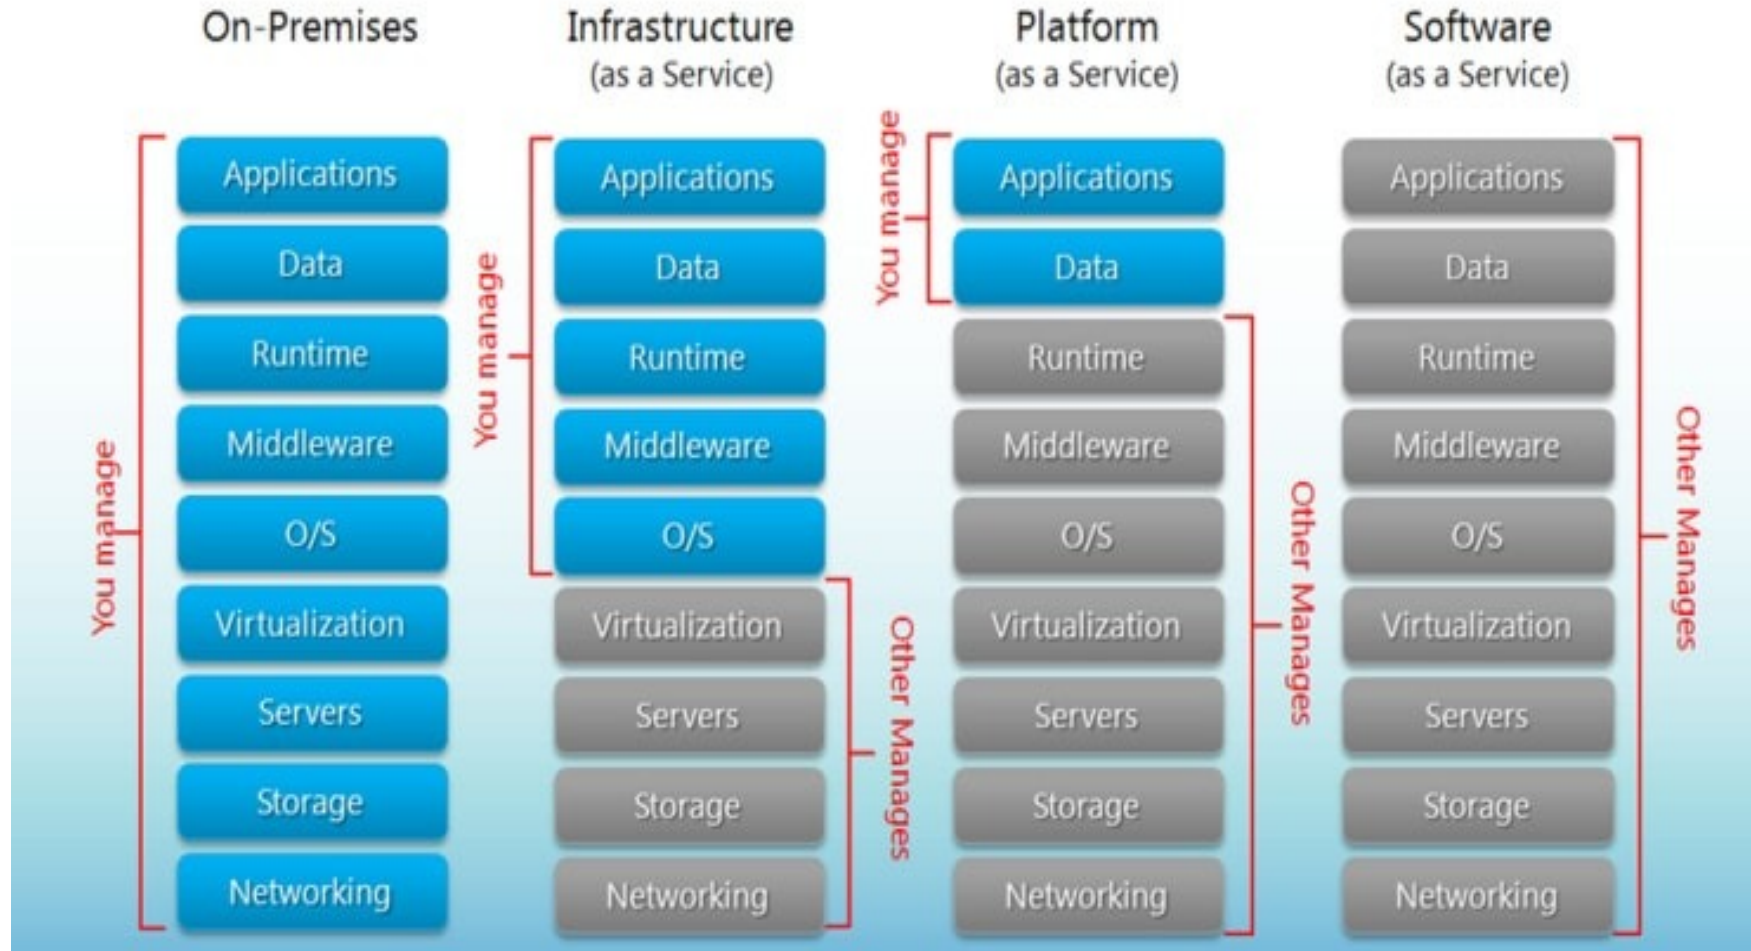 On-Premises
You manage
Applications
Data
Runtime
Middleware
O/S
Virtualization
Servers
Storage
Networking
Infrastructure
(as a Service)
You manage
Applications
Data
Runtime
Middleware
O/S
Virtualization
Servers
Storage
Networking
Other Manages
Platform
(as a Service)
You manage
Applications
Data
Runtime
Middleware
O/S
Virtualization
Servers
Storage
Networking
Other Manages
Software
(as a Service)
Applications
Data
Runtime
Middleware
O/S
Virtualization
Servers
Storage
Networking
Other Manages